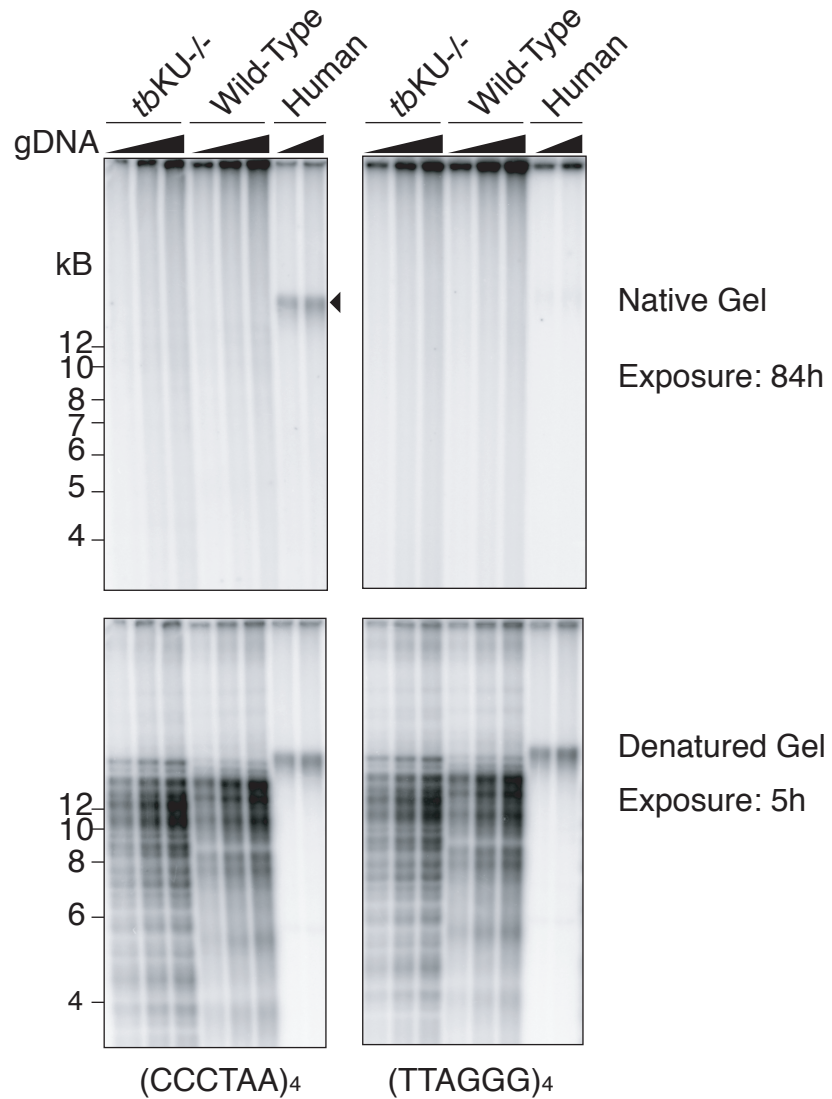 tbKU-/- Wild-Type Human tbKU-/- Wild-Type Human
gDNA
kB
12
10
8
7
6
5
4
Native Gel
Exposure: 84h
12
10
8
6
4
Denatured Gel
Exposure: 5h
(CCCTAA)4 (TTAGGG)4